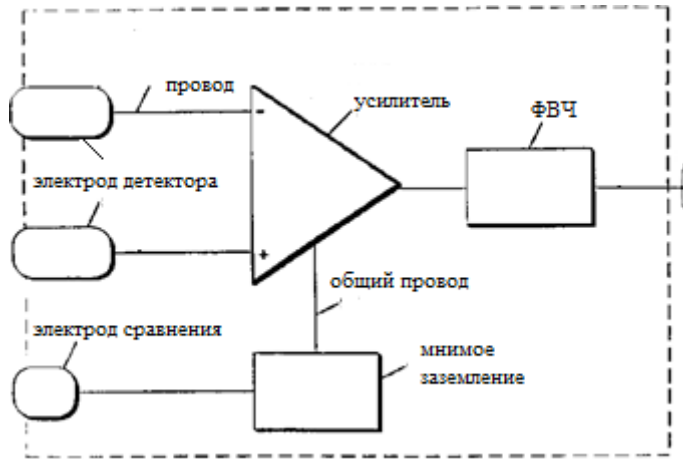 провод
усилитель
ФВЧ
электрод детектора
общий провод
электрод сравнения
мнимое
заземление